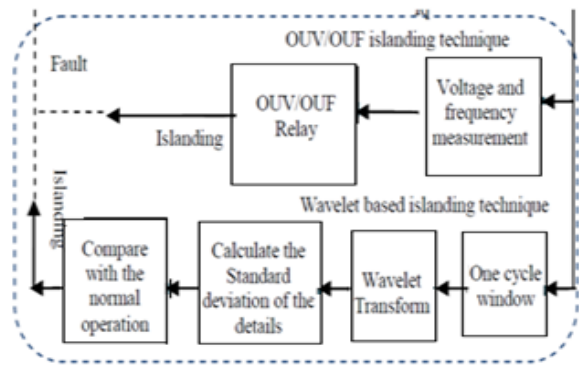 OUV/OUF islanding technique
Fault
OUV/OUF
Relay
Voltage and
frequency
measurement
Islanding
Islanding
Wavelet based islanding technique
Compare
with the
normal
operation
Calculate the
Standard
deviation of the
details
Wavelet
Transform
One cycle
window